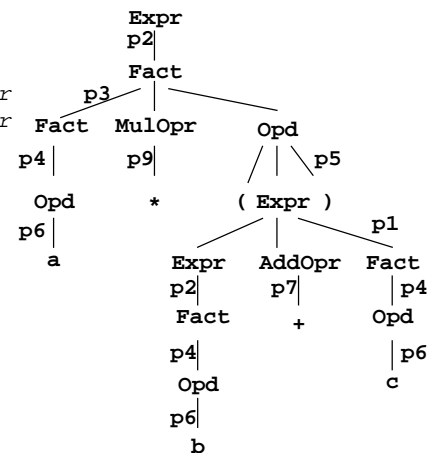 Expr
p2
Fact
r p3
r Fact MulOpr Opd
p4 p9 p5
Opd * ( Expr )
p6 p1
a Expr AddOpr Fact
p2 p7 p4
Fact + Opd
p4 p6
Opd c
p6
b